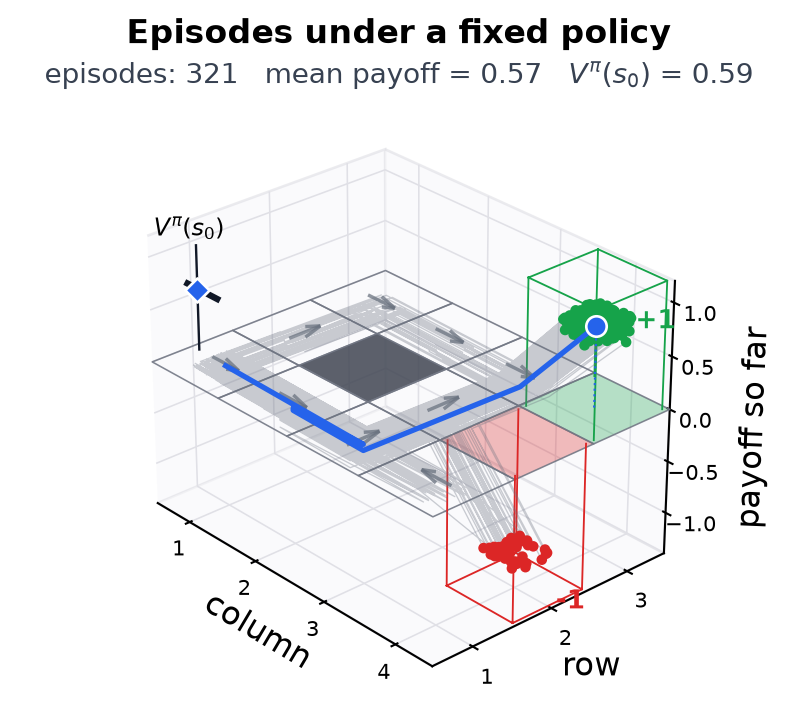 Episodes under a fixed policy
episodes: 321   mean payoff = 0.57   Vπ(s0) = 0.59
Vπ(s0)
+1
1.0
0.5
0.0
−0.5
−1.0
payoff so far
-1
1
2
3
4
column
1
2
3
row